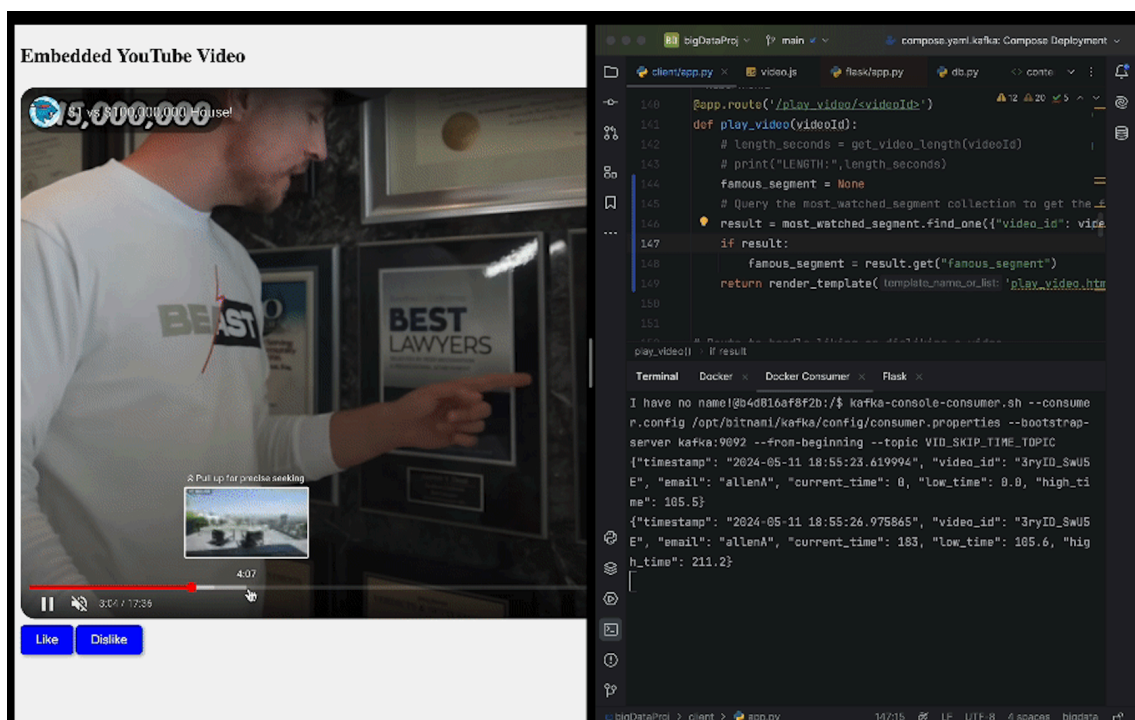 Embedded YouTube Video
$1 vs $100,000,000 House!
15,000,000
BEAST
BEST
LAWYERS
Pull up for precise seeking
4:07
3:04 / 17:36
Like
Dislike
BD bigDataProj
main
compose.yaml.kafka: Compose Deployment
client/app.py
video.js
flask/app.py
db.py
conte
12 20 5
140 @app.route('/play_video/<videoId>')
141 def play_video(videoId):
142 # length_seconds = get_video_length(videoId)
143 # print("LENGTH:",length_seconds)
144 famous_segment = None
145 # Query the most_watched_segment collection to get the f
146 result = most_watched_segment.find_one({"video_id": vide
147 if result:
148 famous_segment = result.get("famous_segment")
149 return render_template( template_name_or_list: 'play_video.htm
150
151
play_video() > if result
Terminal Docker × Docker Consumer × Flask ×
I have no name!@b4d816af8f2b:/$ kafka-console-consumer.sh --consume
r.config /opt/bitnami/kafka/config/consumer.properties --bootstrap-
server kafka:9092 --from-beginning --topic VID_SKIP_TIME_TOPIC
{"timestamp": "2024-05-11 18:55:23.619994", "video_id": "3ryID_SwU5
E", "email": "allenA", "current_time": 0, "low_time": 0.0, "high_ti
me": 105.5}
{"timestamp": "2024-05-11 18:55:26.975865", "video_id": "3ryID_SwU5
E", "email": "allenA", "current_time": 183, "low_time": 105.6, "hig
h_time": 211.2}
bigDataProj > client > app.py
147:15 LF UTF-8 4 spaces bigdata